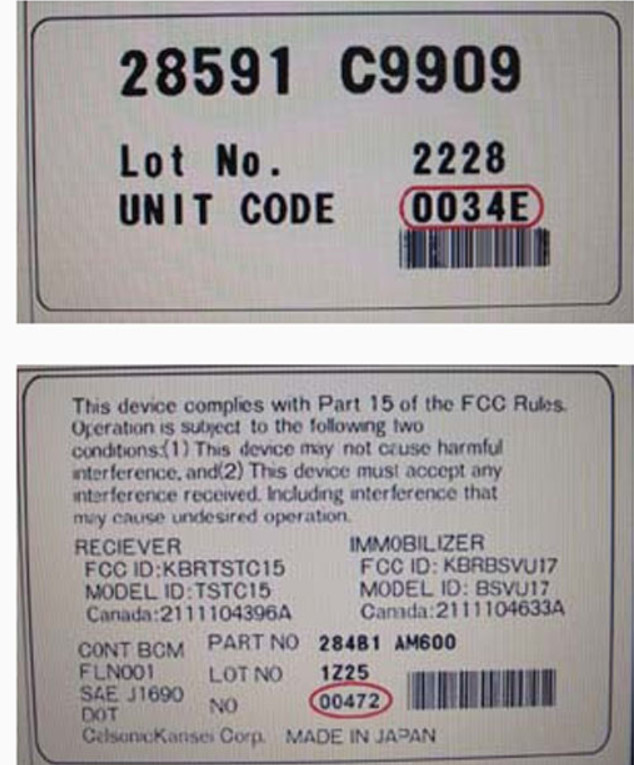 28591 C9909
Lot No. 2228
UNIT CODE 0034E
This device complies with Part 15 of the FCC Rules.
Operation is subject to the following two
conditions:(1) This device may not cause harmful
interference, and(2) This device must accept any
interference received. Including interference that
may cause undesired operation.
RECIEVER IMMOBILIZER
FCC ID:KBRTSTC15 FCC ID: KBRBSVU17
MODEL ID:TSTC15 MODEL ID: BSVU17
Canada:2111104396A Canada:2111104633A
CONT BCM PART NO 284B1 AM600
FLN001 LOT NO 1Z25
SAE J1690 NO 00472
DOT
CalsonicKansei Corp. MADE IN JAPAN